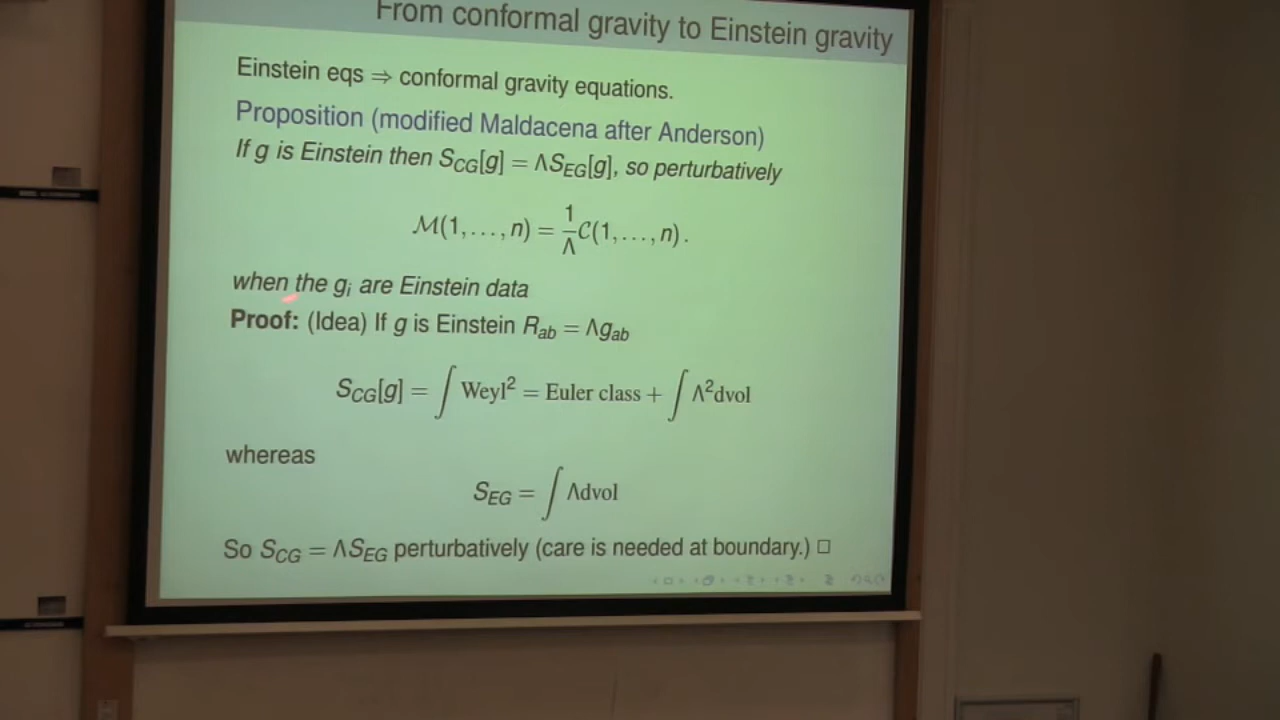 From conformal gravity to Einstein gravity
Einstein eqs ⇒ conformal gravity equations.
Proposition (modified Maldacena after Anderson)
If g is Einstein then S_CG[g] = ΛS_EG[g], so perturbatively
M(1, …, n) = 1/Λ C(1, …, n) .
when the g_i are Einstein data
Proof: (Idea) If g is Einstein R_ab = Λg_ab
S_CG[g] = ∫ Weyl² = Euler class + ∫ Λ²dvol
whereas
S_EG = ∫ Λdvol
So S_CG = ΛS_EG perturbatively (care is needed at boundary.) □